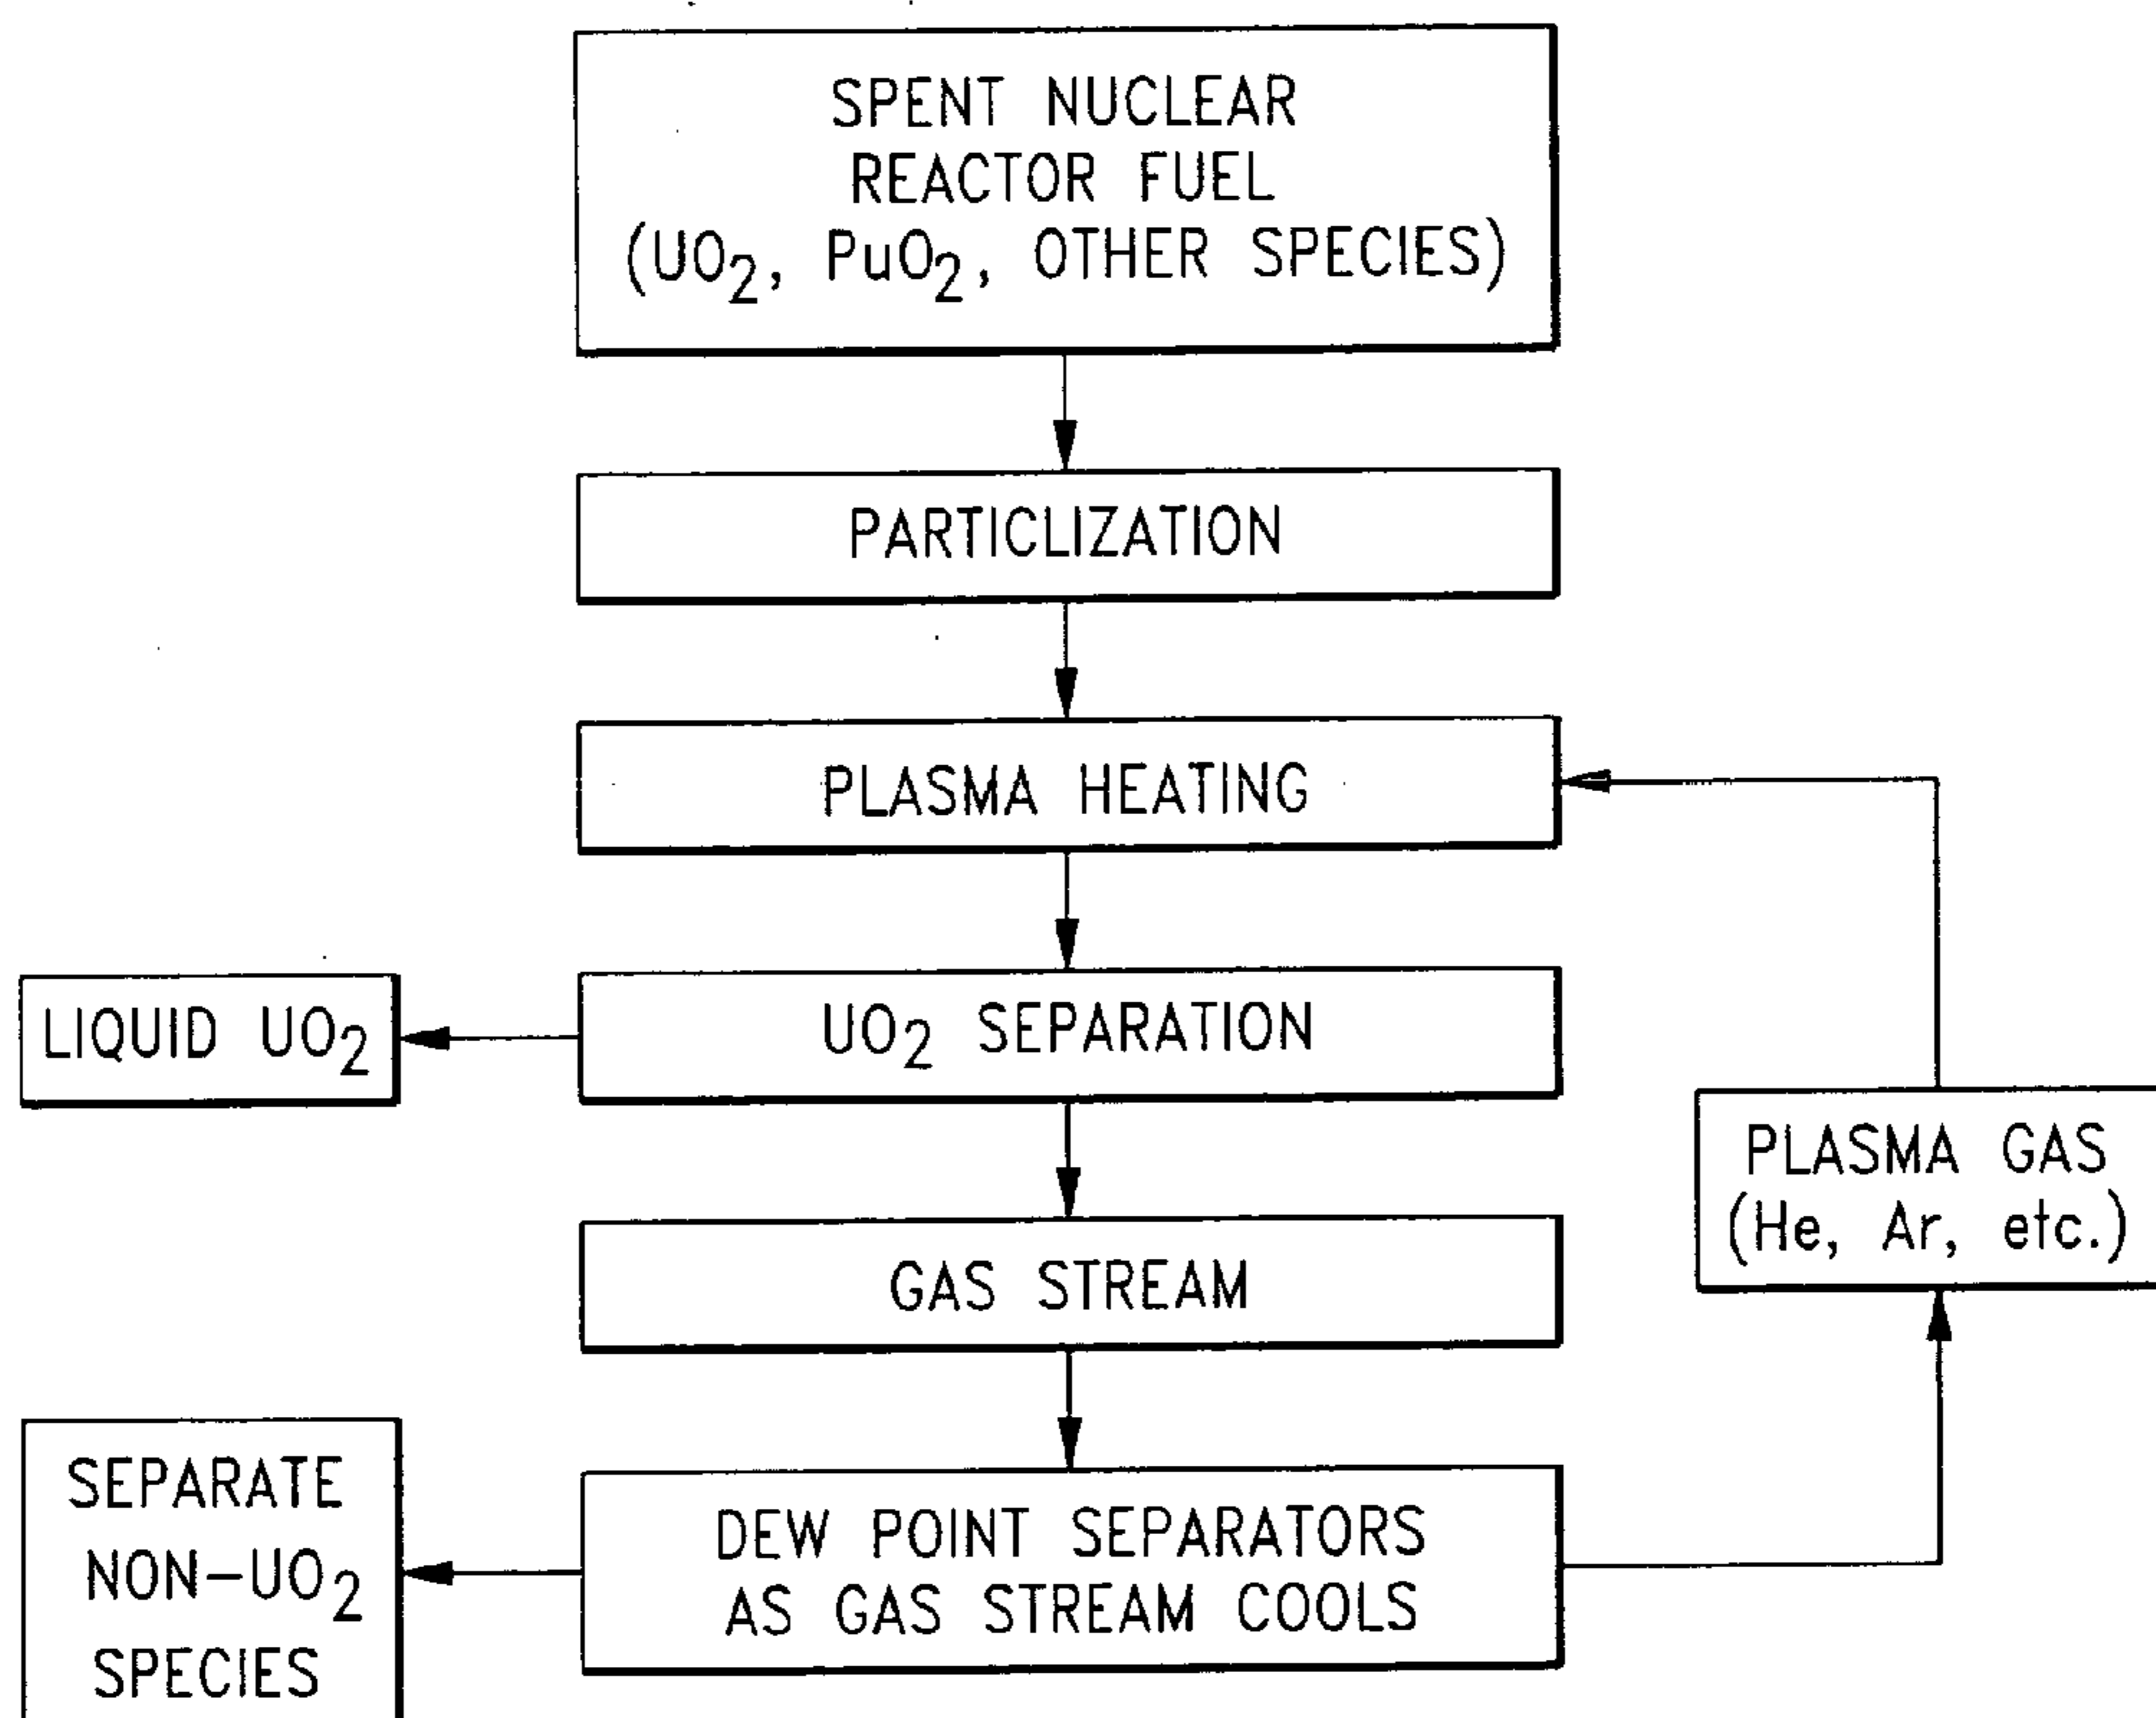 SPENT NUCLEAR
REACTOR FUEL
(UO₂, PuO₂, OTHER SPECIES)
PARTICLIZATION
PLASMA HEATING
LIQUID UO₂
UO₂ SEPARATION
PLASMA GAS
(He, Ar, etc.)
GAS STREAM
SEPARATE
NON-UO₂
SPECIES
DEW POINT SEPARATORS
AS GAS STREAM COOLS